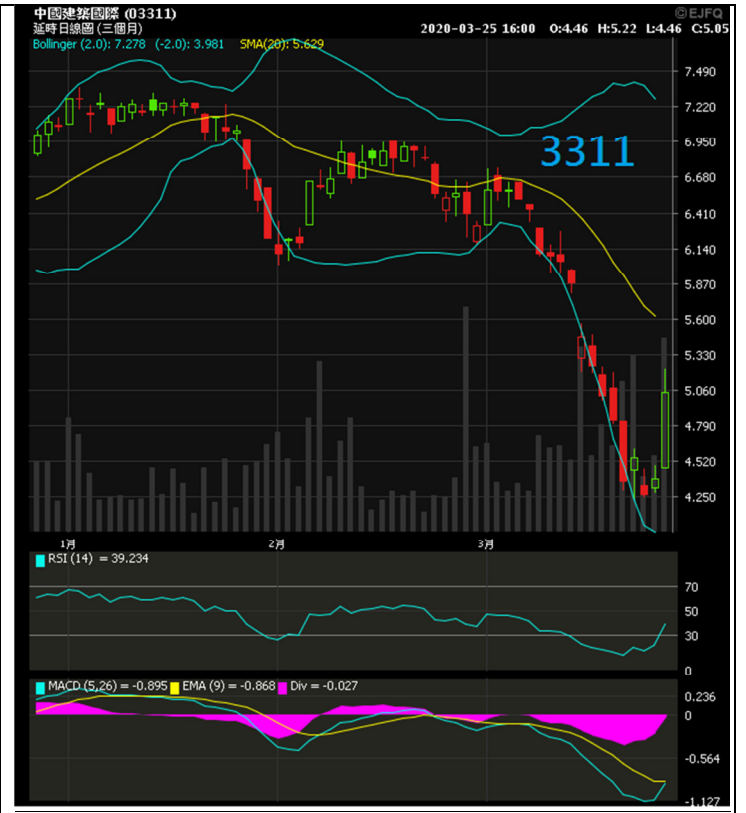 中國建築國際 (03311)
©EJFQ
延時日線圖 (三個月)
2020-03-25 16:00 O:4.46 H:5.22 L:4.46 C:5.05
Bollinger (2.0): 7.278 (-2.0): 3.981 SMA(20): 5.629
7.490
7.220
6.950
3311
6.680
6.410
6.140
5.870
5.600
5.330
5.060
4.790
4.520
4.250
1月 2月 3月
RSI (14) = 39.234
70
50
30
0
MACD (5,26) = -0.895 EMA (9) = -0.868 Div = -0.027
0.236
0
-0.564
-1.127